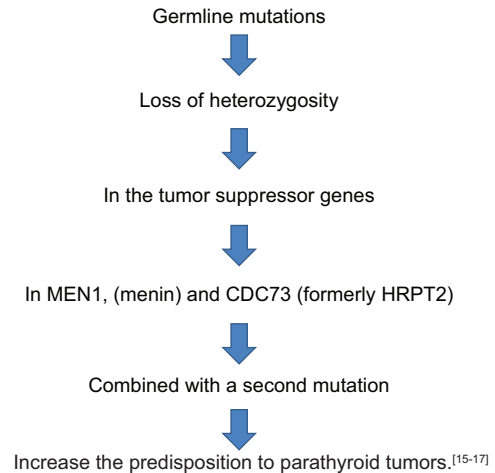 Germline mutations
Loss of heterozygosity
In the tumor suppressor genes
In MEN1, (menin) and CDC73 (formerly HRPT2)
Combined with a second mutation
Increase the predisposition to parathyroid tumors.[15-17]